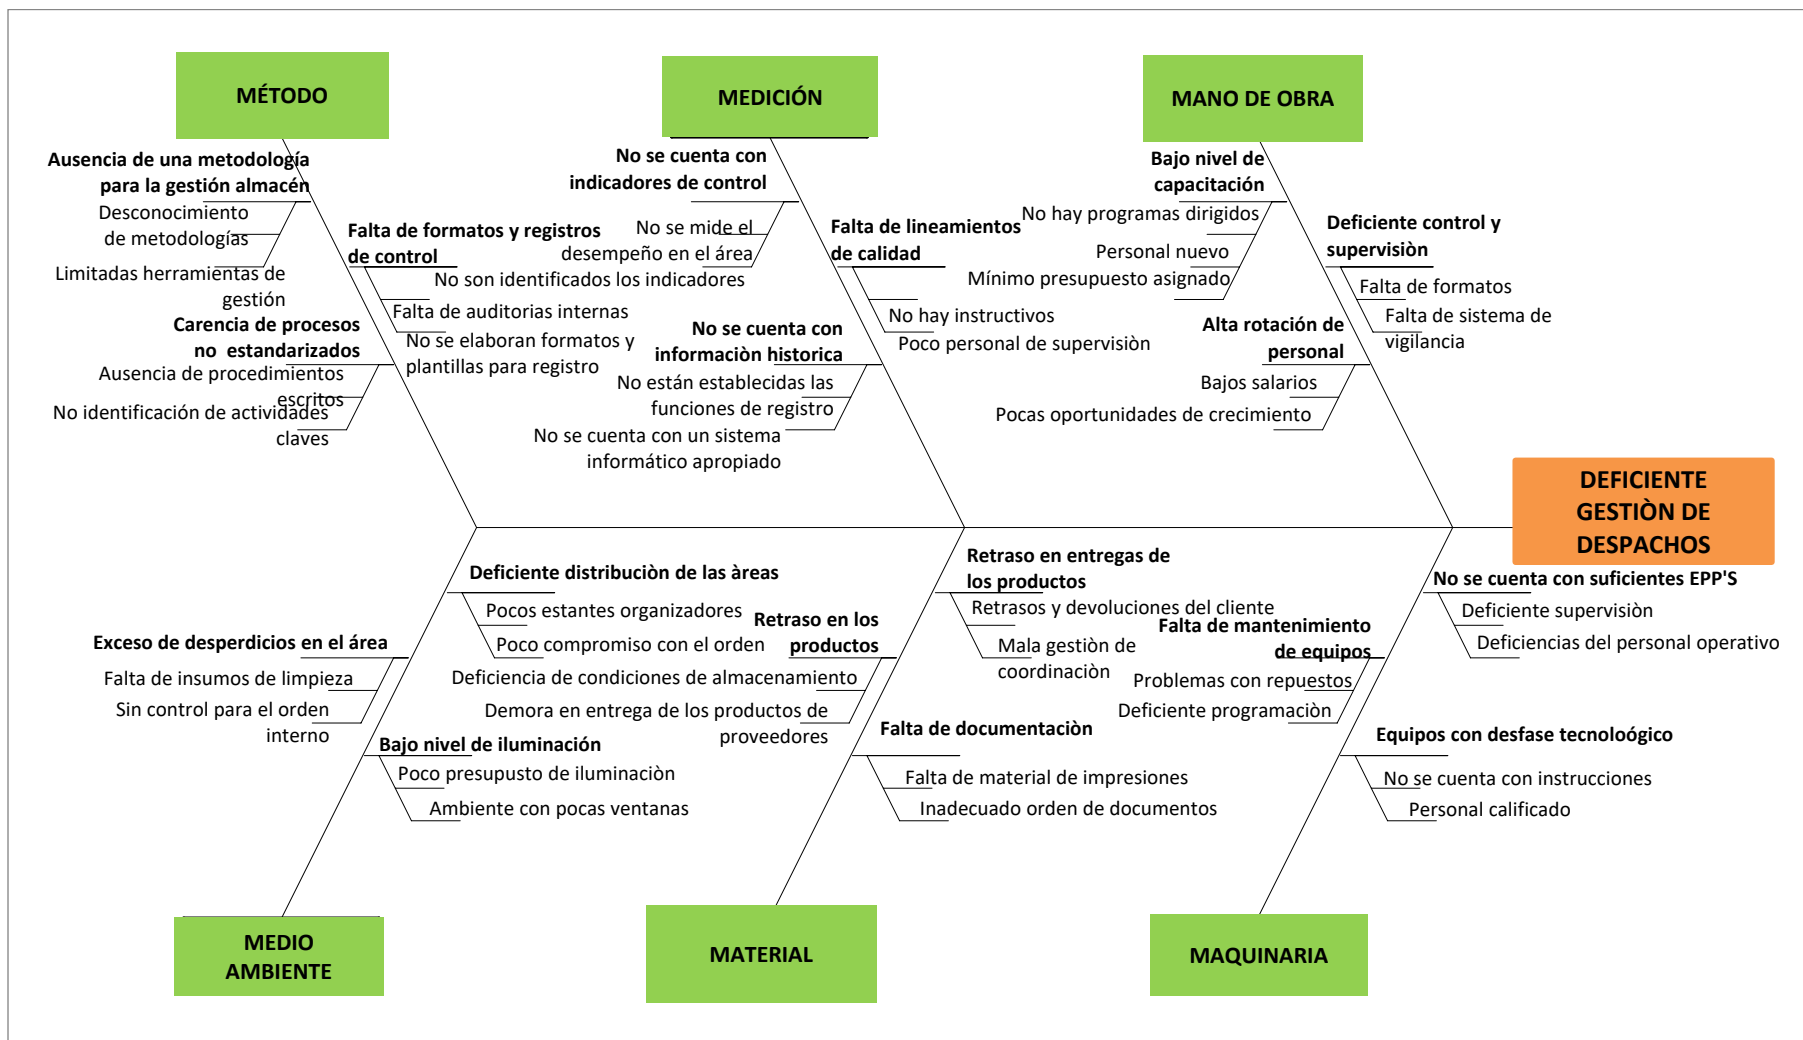 MÉTODO
MEDICIÓN
MANO DE OBRA
Ausencia de una metodología
para la gestión almacén
Desconocimiento
de metodologías
Limitadas herramientas de
gestión
Falta de formatos y registros
de control
No son identificados los indicadores
Falta de auditorias internas
No se elaboran formatos y
plantillas para registro
Carencia de procesos
no estandarizados
Ausencia de procedimientos
escritos
No identificación de actividades
claves
No se cuenta con
indicadores de control
No se mide el
desempeño en el área
Falta de lineamientos
de calidad
No hay instructivos
Poco personal de supervisiòn
No se cuenta con
informaciòn historica
No están establecidas las
funciones de registro
No se cuenta con un sistema
informático apropiado
Bajo nivel de
capacitación
No hay programas dirigidos
Personal nuevo
Mínimo presupuesto asignado
Deficiente control y
supervisiòn
Falta de formatos
Falta de sistema de
vigilancia
Alta rotación de
personal
Bajos salarios
Pocas oportunidades de crecimiento
DEFICIENTE
GESTIÒN DE
DESPACHOS
Deficiente distribuciòn de las àreas
Pocos estantes organizadores
Poco compromiso con el orden
Exceso de desperdicios en el área
Falta de insumos de limpieza
Sin control para el orden
interno
Bajo nivel de iluminación
Poco presupusto de iluminaciòn
Ambiente con pocas ventanas
Retraso en entregas de
los productos
Retrasos y devoluciones del cliente
Mala gestiòn de
coordinaciòn
Retraso en los
productos
Deficiencia de condiciones de almacenamiento
Demora en entrega de los productos de
proveedores
Falta de documentaciòn
Falta de material de impresiones
Inadecuado orden de documentos
No se cuenta con suficientes EPP'S
Deficiente supervisiòn
Deficiencias del personal operativo
Falta de mantenimiento
de equipos
Problemas con repuestos
Deficiente programaciòn
Equipos con desfase tecnoloógico
No se cuenta con instrucciones
Personal calificado
MEDIO
AMBIENTE
MATERIAL
MAQUINARIA